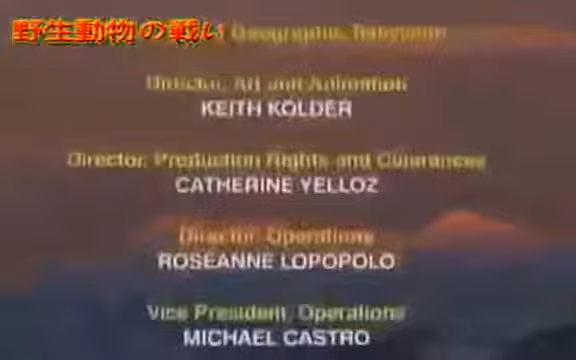 野生動物の戦い Geographic Television
Director, Art and Animation
KEITH KOLDER
Director, Production Rights and Clearances
CATHERINE YELLOZ
Director, Operations
ROSEANNE LOPOPOLO
Vice President, Operations
MICHAEL CASTRO